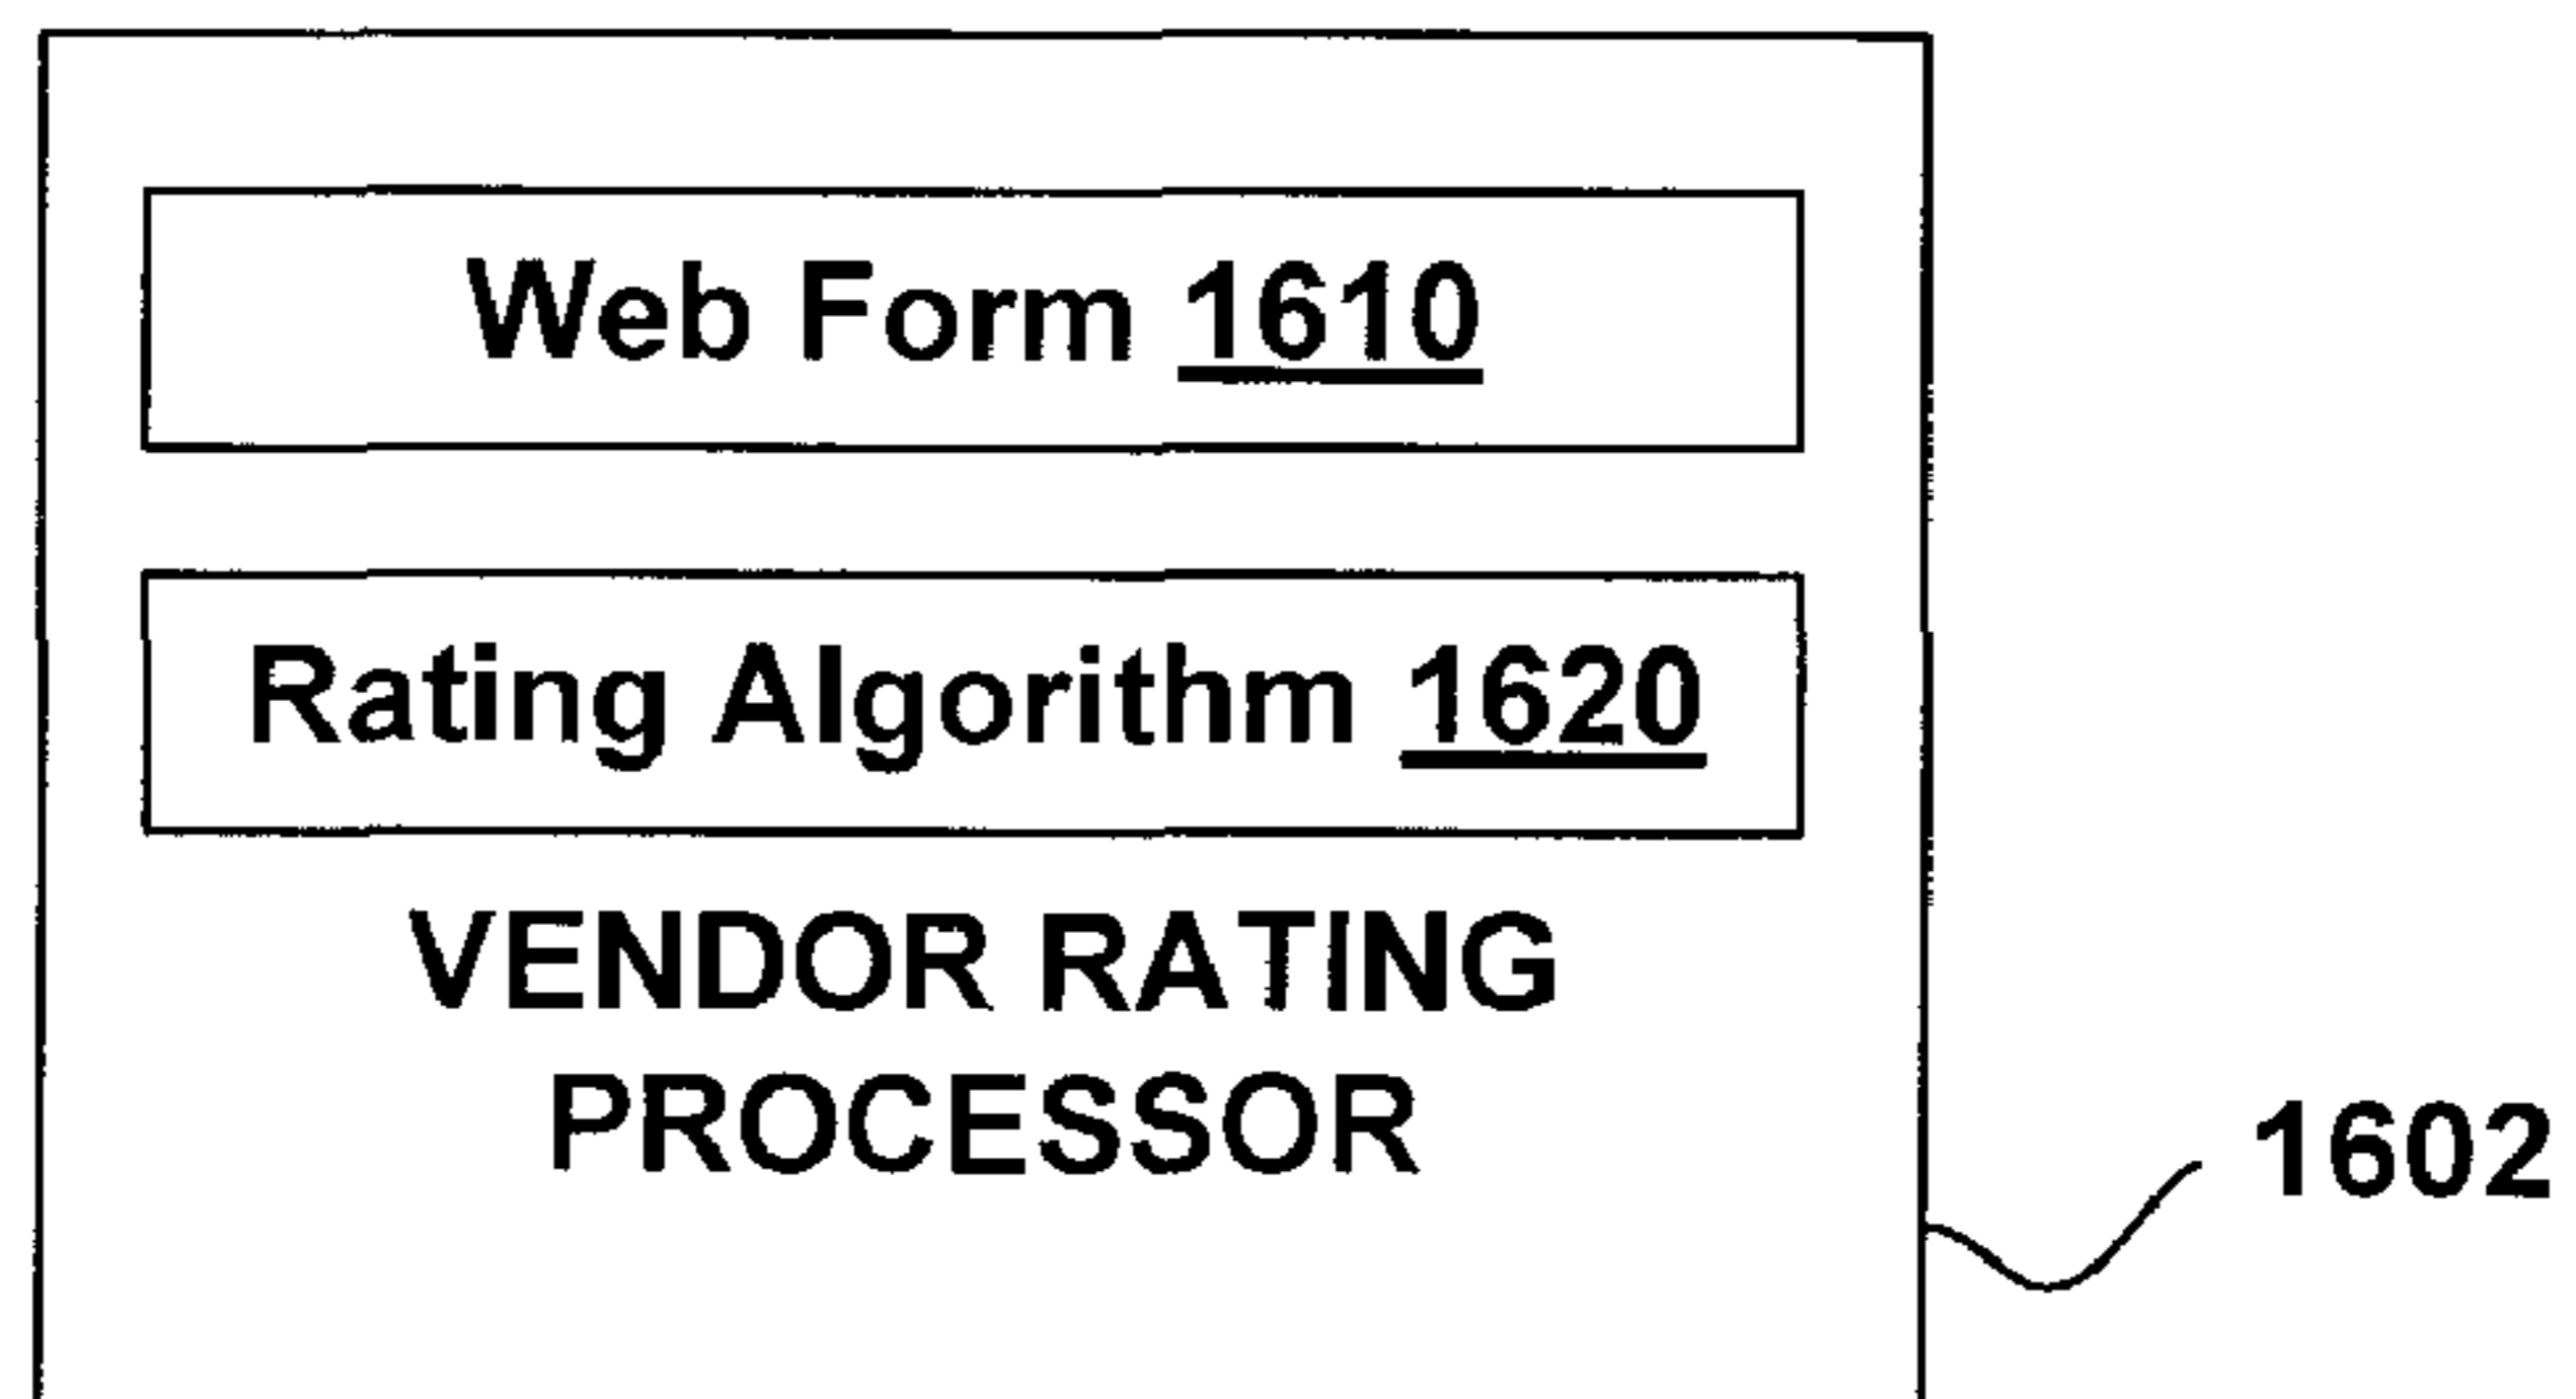 Web Form 1610
Rating Algorithm 1620
VENDOR RATING
PROCESSOR
1602